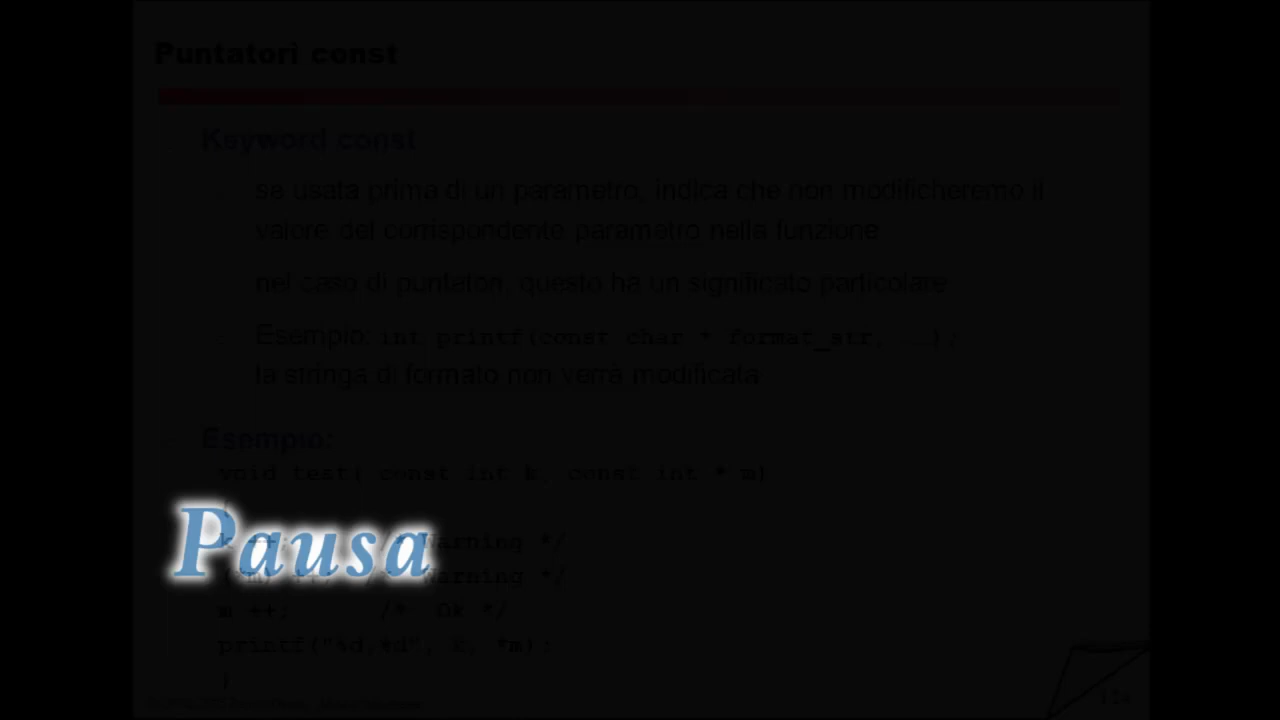 Puntatori const
Keyword const
se usata prima di un parametro, indica che non modificheremo il
valore del corrispondente parametro nella funzione
nel caso di puntatori, questo ha un significato particolare
Esempio: int printf(const char * format_str, ...);
la stringa di formato non verrà modificata
Esempio:
void test( const int k, const int * m)
{
k ++; /* Warning */
(*m) ++; /* Warning */
m ++; /* Ok */
printf("%d,%d", k, *m);
}
Pausa